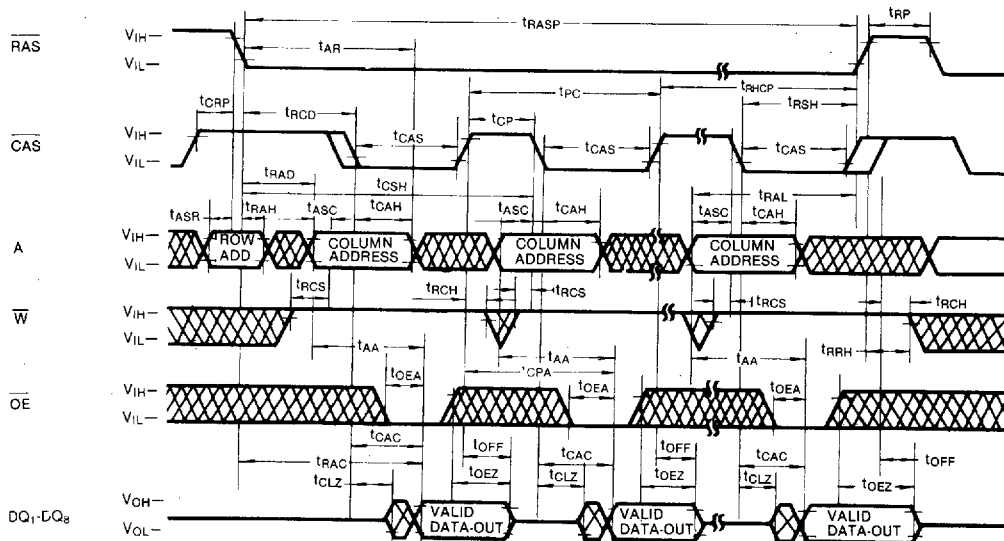 tRASP
tRP
RAS
VIH—
VIL—
tAR
tCRP
tRCD
tPC
tRHCP
tRSH
tCP
CAS
VIH—
VIL—
tCAS
tCAS
tCAS
tRAD
tCSH
tRAL
tASR
tRAH
tASC
tCAH
tASC
tCAH
tASC
tCAH
A
VIH—
VIL—
ROW ADD
COLUMN ADDRESS
COLUMN ADDRESS
COLUMN ADDRESS
tRCS
tRCH
tRCS
tRCS
tRCH
W
VIH—
VIL—
tAA
tAA
tAA
tRRH
tOEA
tCPA
tOEA
tOEA
OE
VIH—
VIL—
tCAC
tOFF
tCAC
tOFF
tCAC
tOFF
tRAC
tCLZ
tOEZ
tCLZ
tOEZ
tCLZ
tOEZ
DQ1-DQ8
VOH—
VOL—
VALID DATA-OUT
VALID DATA-OUT
VALID DATA-OUT